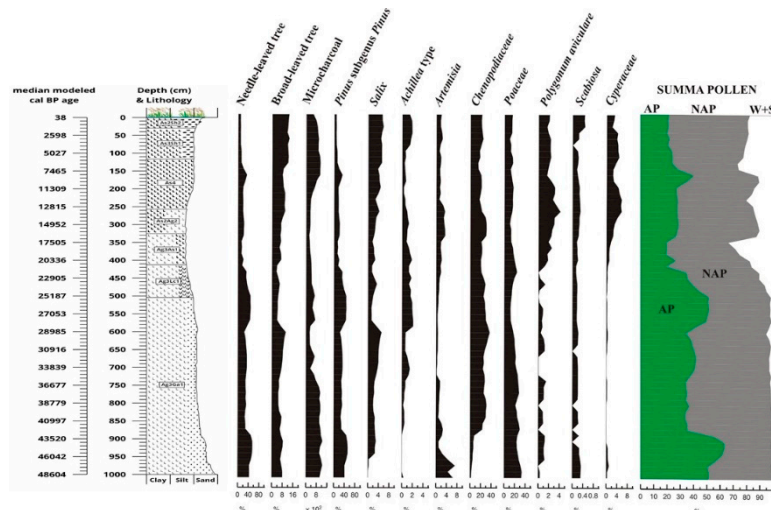 median modeled
cal BP age
Depth (cm)
& Lithology
Needle-leaved tree
Broad-leaved tree
Microcharcoal
Pinus subgenus Pinus
Salix
Achillea type
Artemisia
Chenopodiaceae
Poaceae
Polygonum aviculare
Scabiosa
Cyperaceae
SUMMA POLLEN
AP NAP W+S
38 0
2598 50
5027 100
7465 150
11309 200
12815 250
14952 300
17505 350
20336 400
22905 450
25187 500
27053 550
28985 600
30916 650
33839 700
36677 750
38779 800
40997 850
43520 900
46042 950
48604 1000
NAP
AP
Clay Silt Sand
0 40 80
0 8 16
0 8
0 40 80
0 2 4 6
0 2 4
0 4 8
0 20 40
0 20 40
0 2 4
0 0.4 0.8
0 4 8
0 10 20 30 40 50 60 70 80 90 100